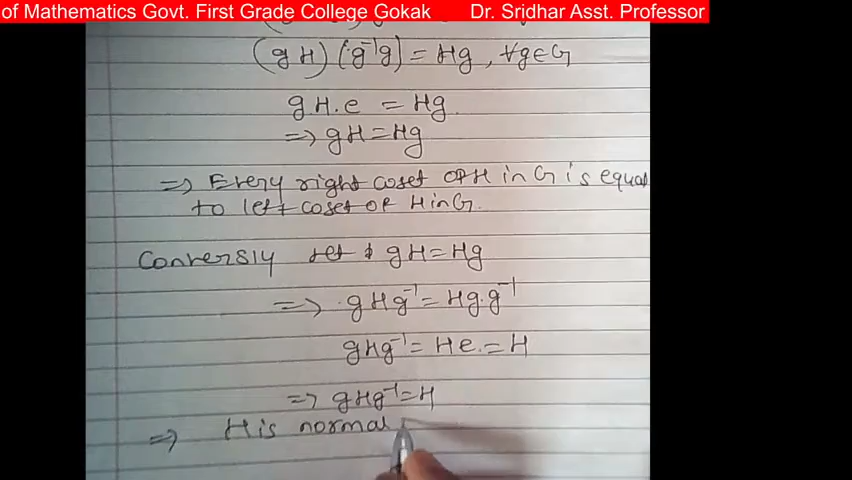 of Mathematics Govt. First Grade College Gokak Dr. Sridhar Asst. Professor
(gH)(g⁻¹g) = Hg, ∀g∈G
gH.e = Hg.
⇒ gH = Hg
⇒ Every right coset OF H in G is equal
to left coset of H in G.
Conversly let gH = Hg
⇒ gHg⁻¹ = Hg.g⁻¹
gHg⁻¹ = He. = H
⇒ gHg⁻¹ = H
⇒ H is normal